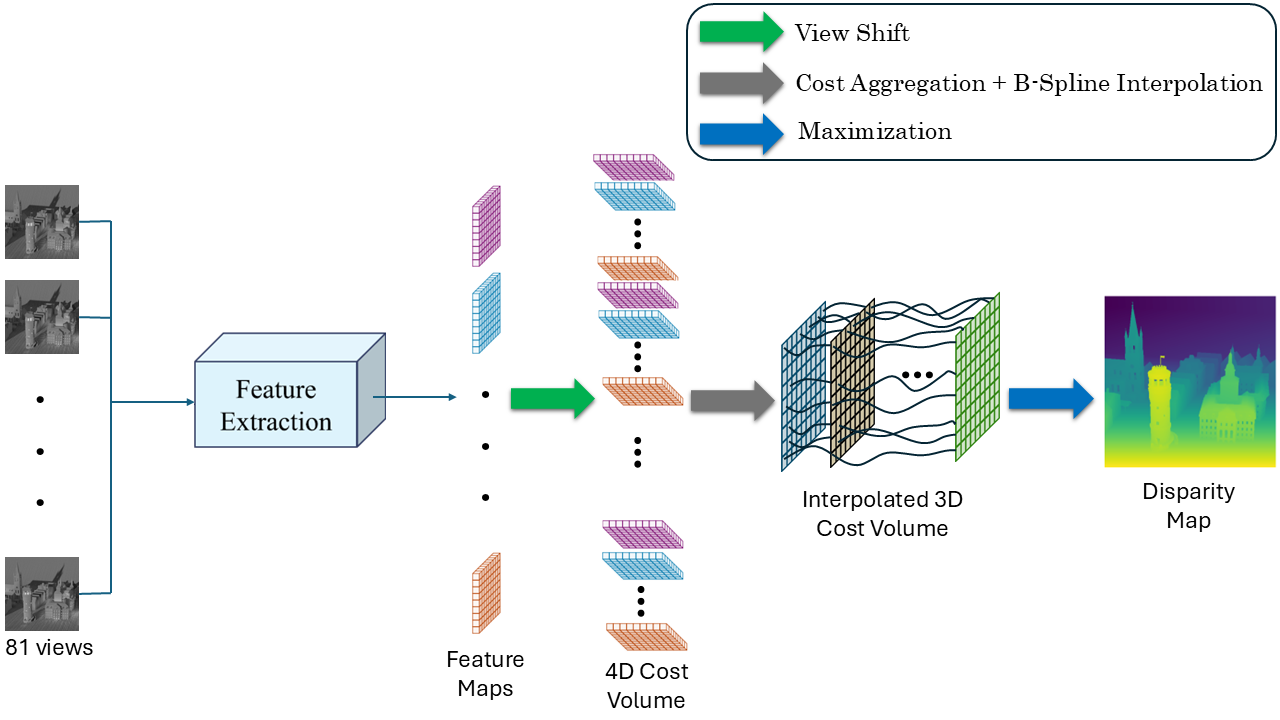 View Shift
Cost Aggregation + B-Spline Interpolation
Maximization
Feature
Extraction
81 views
Feature
Maps
4D Cost
Volume
Interpolated 3D
Cost Volume
Disparity
Map